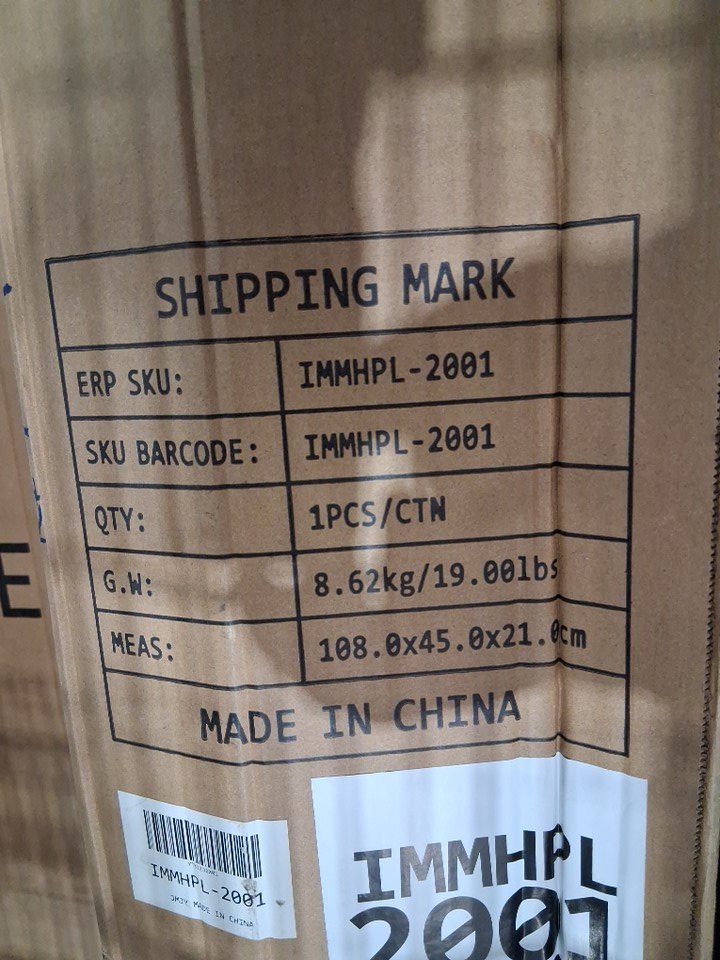 SHIPPING MARK
ERP SKU: IMMHPL-2001
SKU BARCODE: IMMHPL-2001
QTY: 1PCS/CTN
G.W: 8.62kg/19.00lbs
MEAS: 108.0x45.0x21.0cm
MADE IN CHINA
IMMHPL-2001
MADE IN CHINA
IMMHPL
2001
E